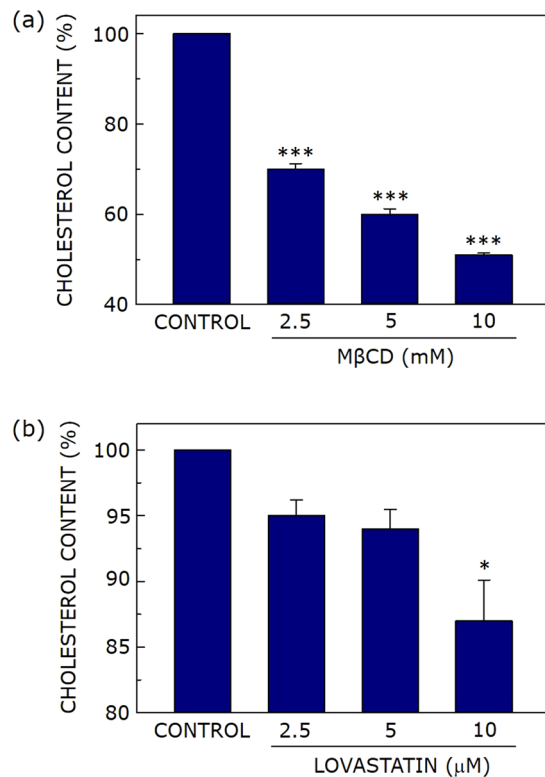 (a)
CHOLESTEROL CONTENT (%)
100
80
60
40
***
***
***
CONTROL 2.5 5 10
MβCD (mM)
(b)
CHOLESTEROL CONTENT (%)
100
95
90
85
80
*
CONTROL 2.5 5 10
LOVASTATIN (μM)